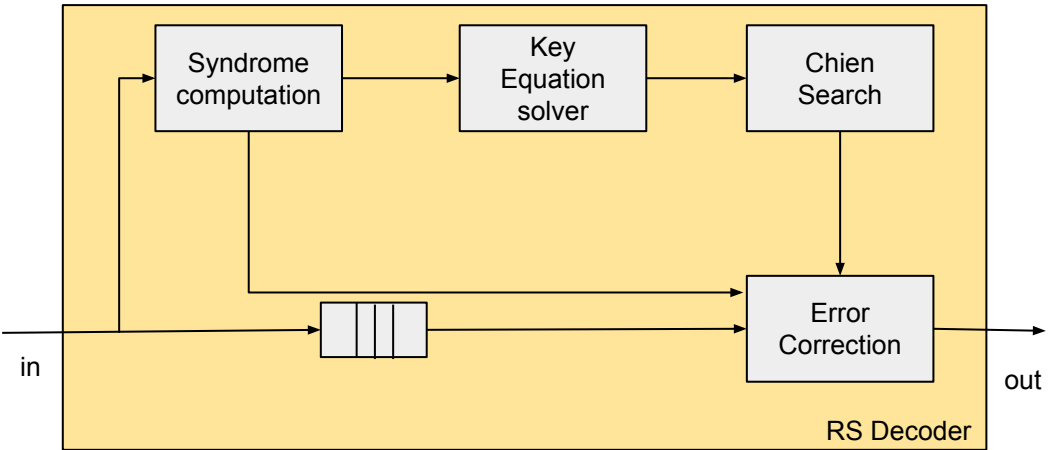 Syndrome
computation
Key
Equation
solver
Chien
Search
Error
Correction
in
out
RS Decoder